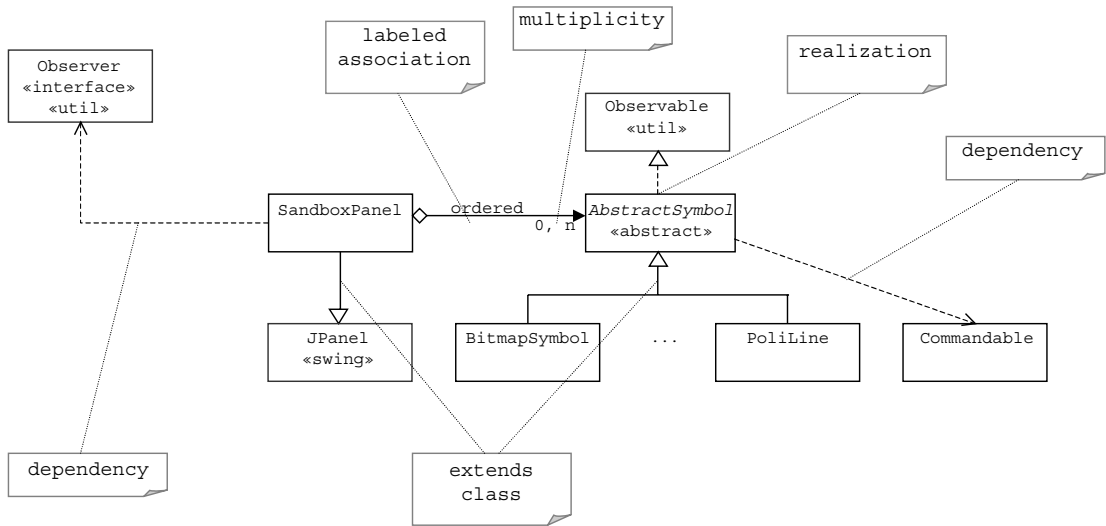 multiplicity
labeled
association
realization
Observer
«interface»
«util»
Observable
«util»
dependency
SandboxPanel
ordered
0, n
AbstractSymbol
«abstract»
JPanel
«swing»
BitmapSymbol
...
PoliLine
Commandable
dependency
extends
class